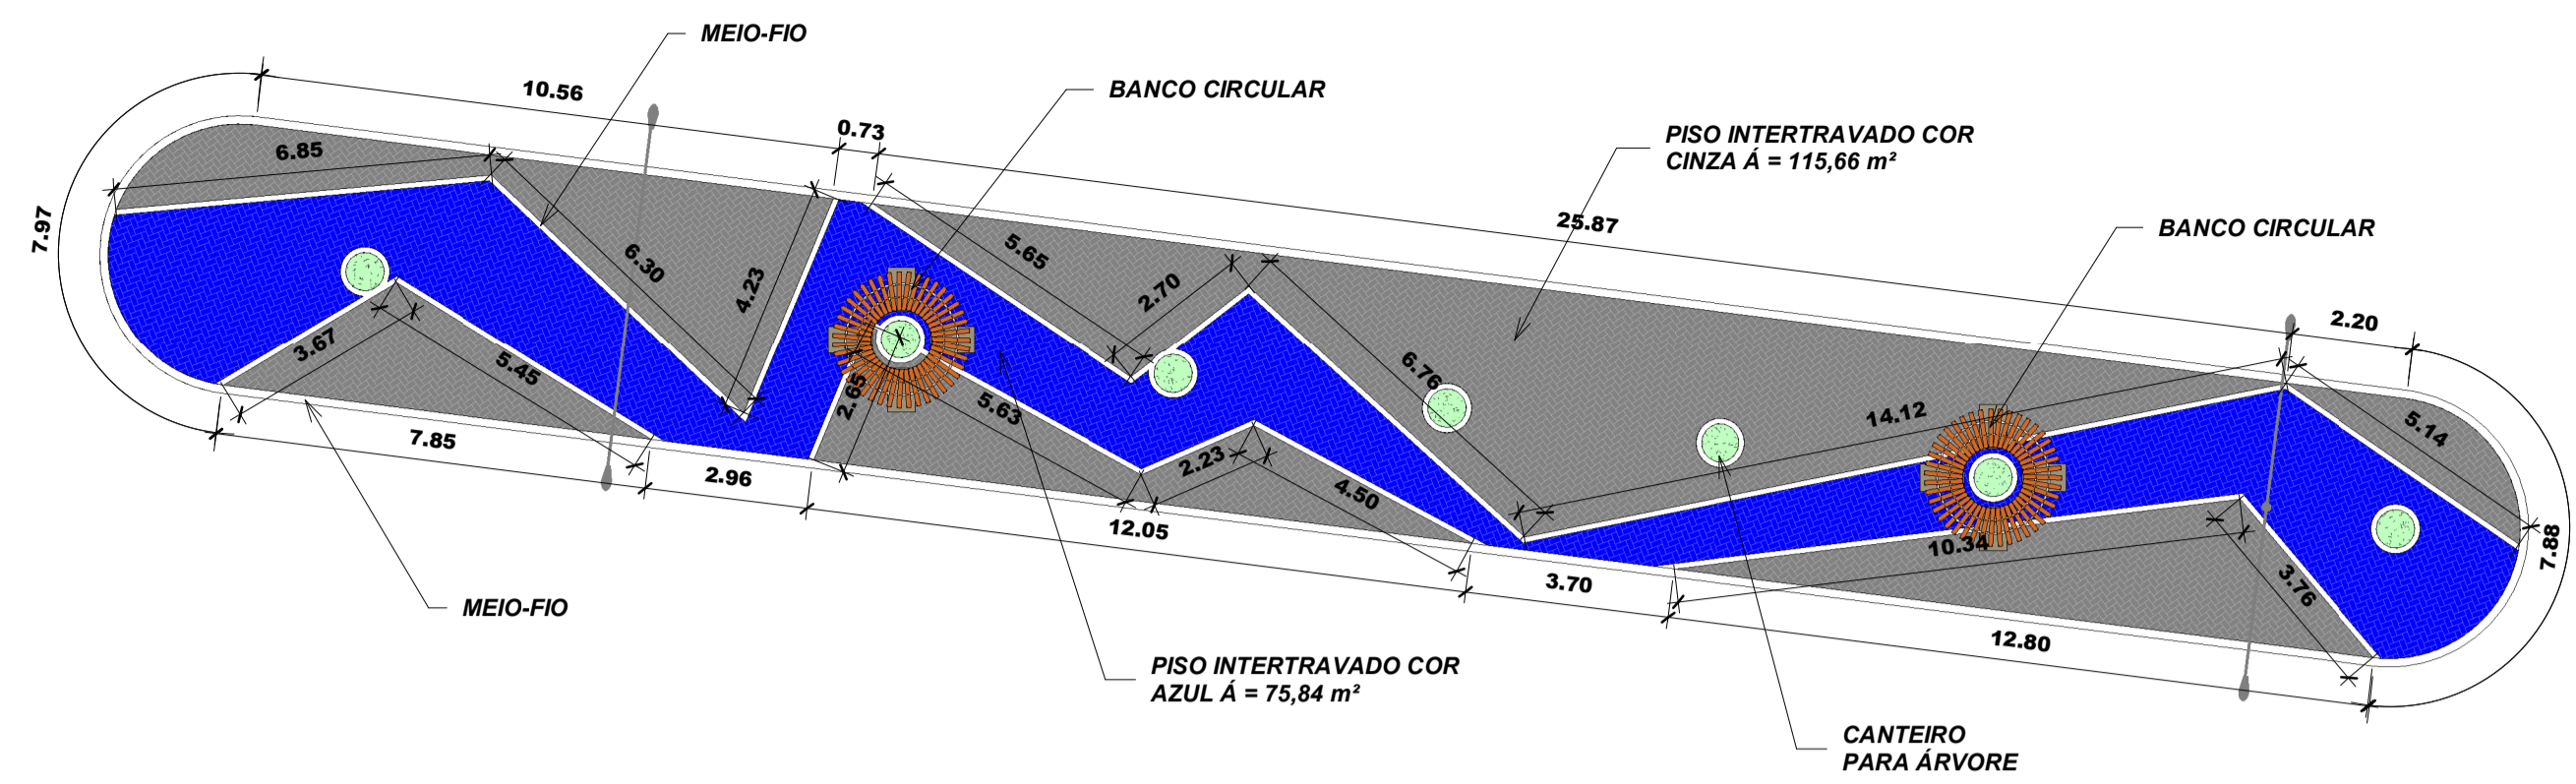 MEIO-FIO
BANCO CIRCULAR
10.56
0.73
PISO INTERTRAVADO COR
CINZA Á = 115,66 m²
6.85
7.97
25.87
BANCO CIRCULAR
6.30
4.23
5.65
2.70
2.20
3.67
5.45
2.65
5.63
6.76
14.12
5.14
7.85
2.96
2.23
4.50
12.05
10.34
7.88
3.70
3.76
MEIO-FIO
12.80
PISO INTERTRAVADO COR
AZUL Á = 75,84 m²
CANTEIRO
PARA ÁRVORE